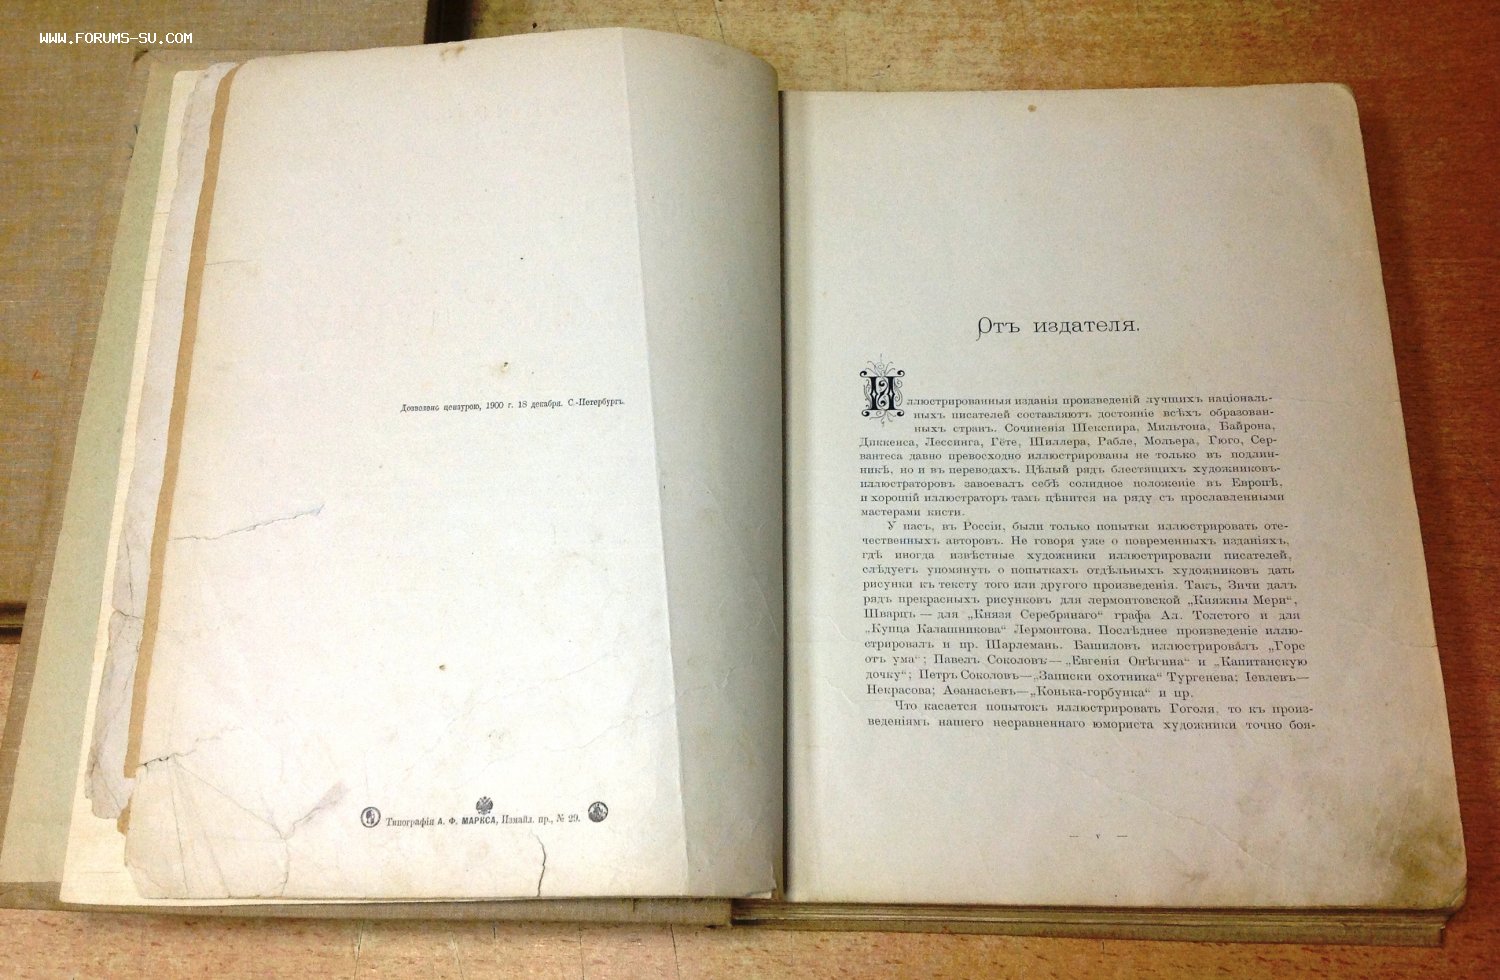 WWW.FORUMS-SU.COM
Дозволено цензурою, 1900 г. 18 декабря. С.-Петербургъ.
Типографія А. Ф. МАРКСА, Измайл. пр., № 29.
Отъ издателя.
Иллюстрированныя изданія произведеній лучшихъ національ-
ныхъ писателей составляютъ достояніе всѣхъ образован-
ныхъ странъ. Сочиненія Шекспира, Мильтона, Байрона,
Диккенса, Лессинга, Гёте, Шиллера, Рабле, Мольера, Гюго, Сер-
вантеса давно превосходно иллюстрированы не только въ подлин-
никѣ, но и въ переводахъ. Цѣлый рядъ блестящихъ художниковъ-
иллюстраторовъ завоевалъ себѣ солидное положеніе въ Европѣ,
и хорошій иллюстраторъ тамъ цѣнится на ряду съ прославленными
мастерами кисти.
У насъ, въ Россіи, были только попытки иллюстрировать оте-
чественныхъ авторовъ. Не говоря уже о повременныхъ изданіяхъ,
гдѣ иногда извѣстные художники иллюстрировали писателей,
слѣдуетъ упомянуть о попыткахъ отдѣльныхъ художниковъ дать
рисунки къ тексту того или другого произведенія. Такъ, Зичи далъ
рядъ прекрасныхъ рисунковъ для лермонтовской „Княжны Мери“,
Шварцъ — для „Князя Серебрянаго“ графа Ал. Толстого и для
„Купца Калашникова“ Лермонтова. Послѣднее произведеніе иллю-
стрировалъ и пр. Шарлемань. Башиловъ иллюстрировалъ „Горе
отъ ума“; Павелъ Соколовъ — „Евгенія Онѣгина“ и „Капитанскую
дочку“; Петръ Соколовъ — „Записки охотника“ Тургенева; Іевлевъ —
Некрасова; Аѳанасьевъ — „Конька-горбунка“ и пр.
Что касается попытокъ иллюстрировать Гоголя, то къ произ-
веденіямъ нашего несравненнаго юмориста художники точно боя-
— v —